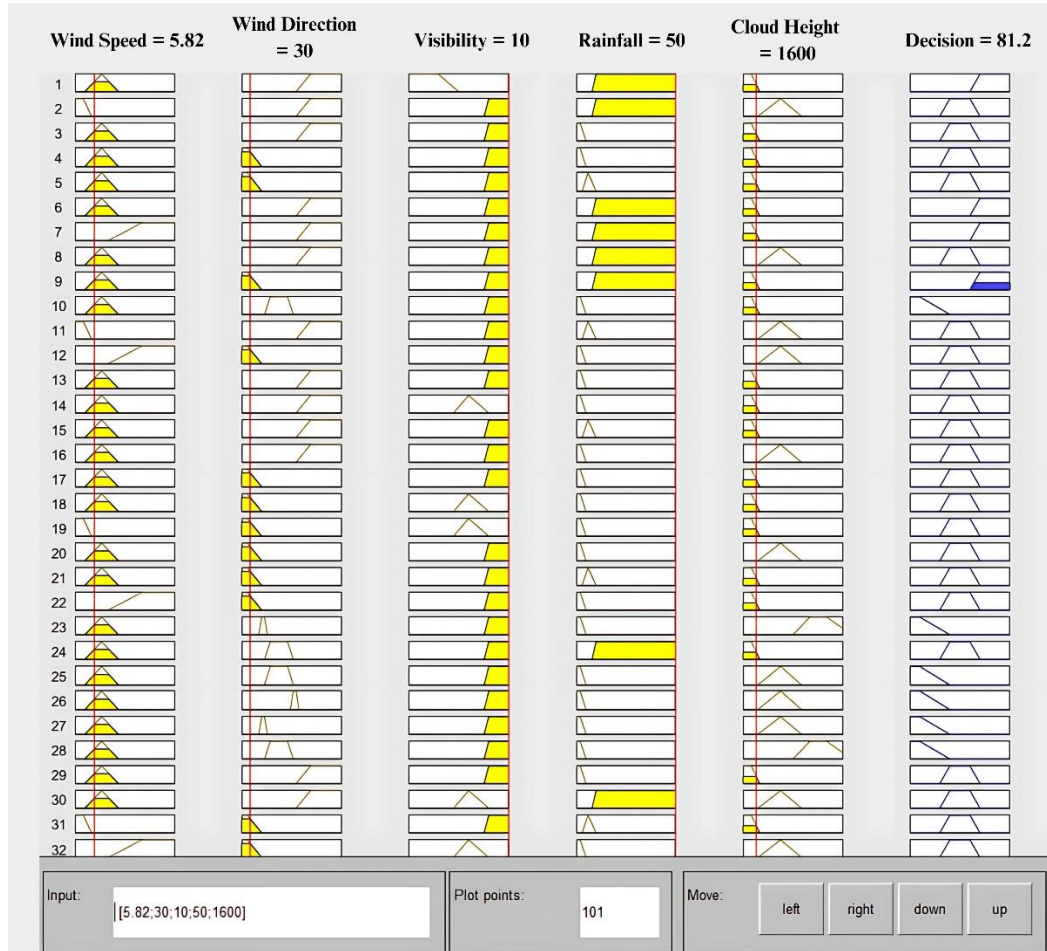 Wind Speed = 5.82
Wind Direction
= 30
Visibility = 10
Rainfall = 50
Cloud Height
= 1600
Decision = 81.2
1
2
3
4
5
6
7
8
9
10
11
12
13
14
15
16
17
18
19
20
21
22
23
24
25
26
27
28
29
30
31
32
Input:
[5.82;30;10;50;1600]
Plot points:
101
Move:
left
right
down
up